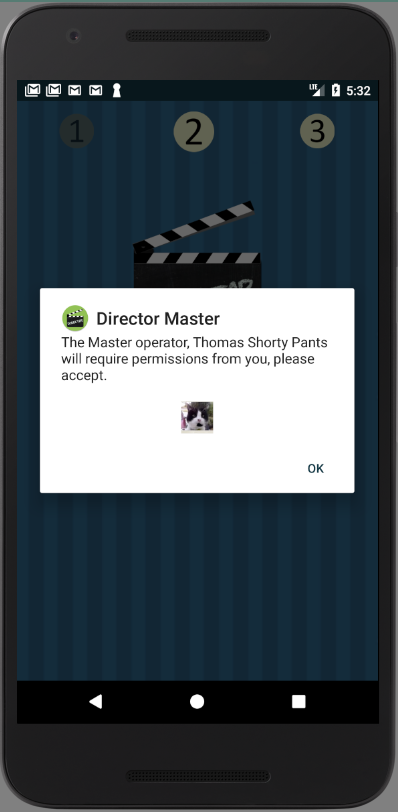 LTE 5:32
1 2 3
Director Master
The Master operator, Thomas Shorty Pants
will require permissions from you, please
accept.
OK